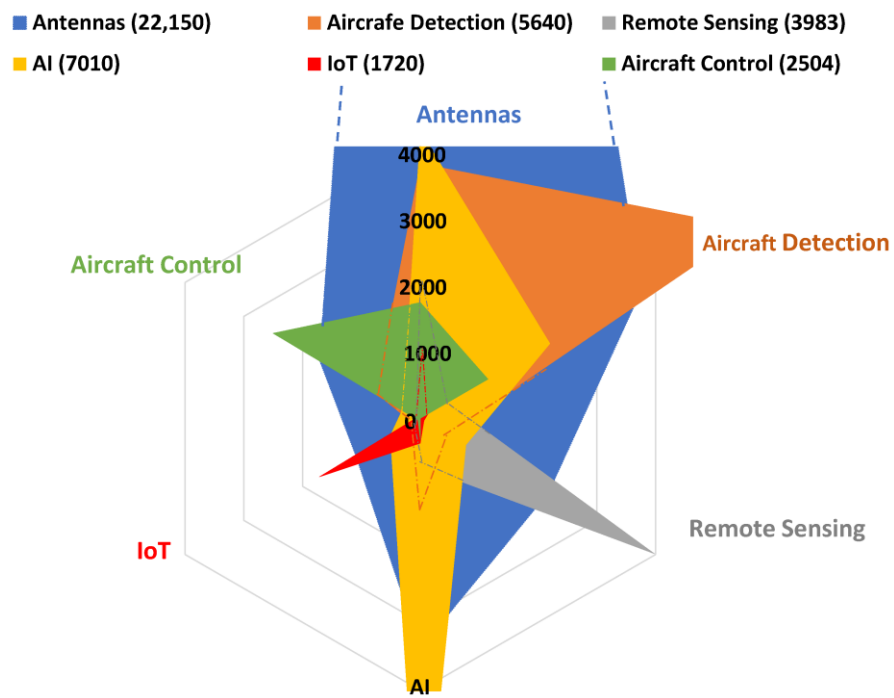 Antennas (22,150) Aircrafe Detection (5640) Remote Sensing (3983)
AI (7010) IoT (1720) Aircraft Control (2504)
Antennas
4000
3000
Aircraft Detection
Aircraft Control
2000
1000
0
Remote Sensing
IoT
AI